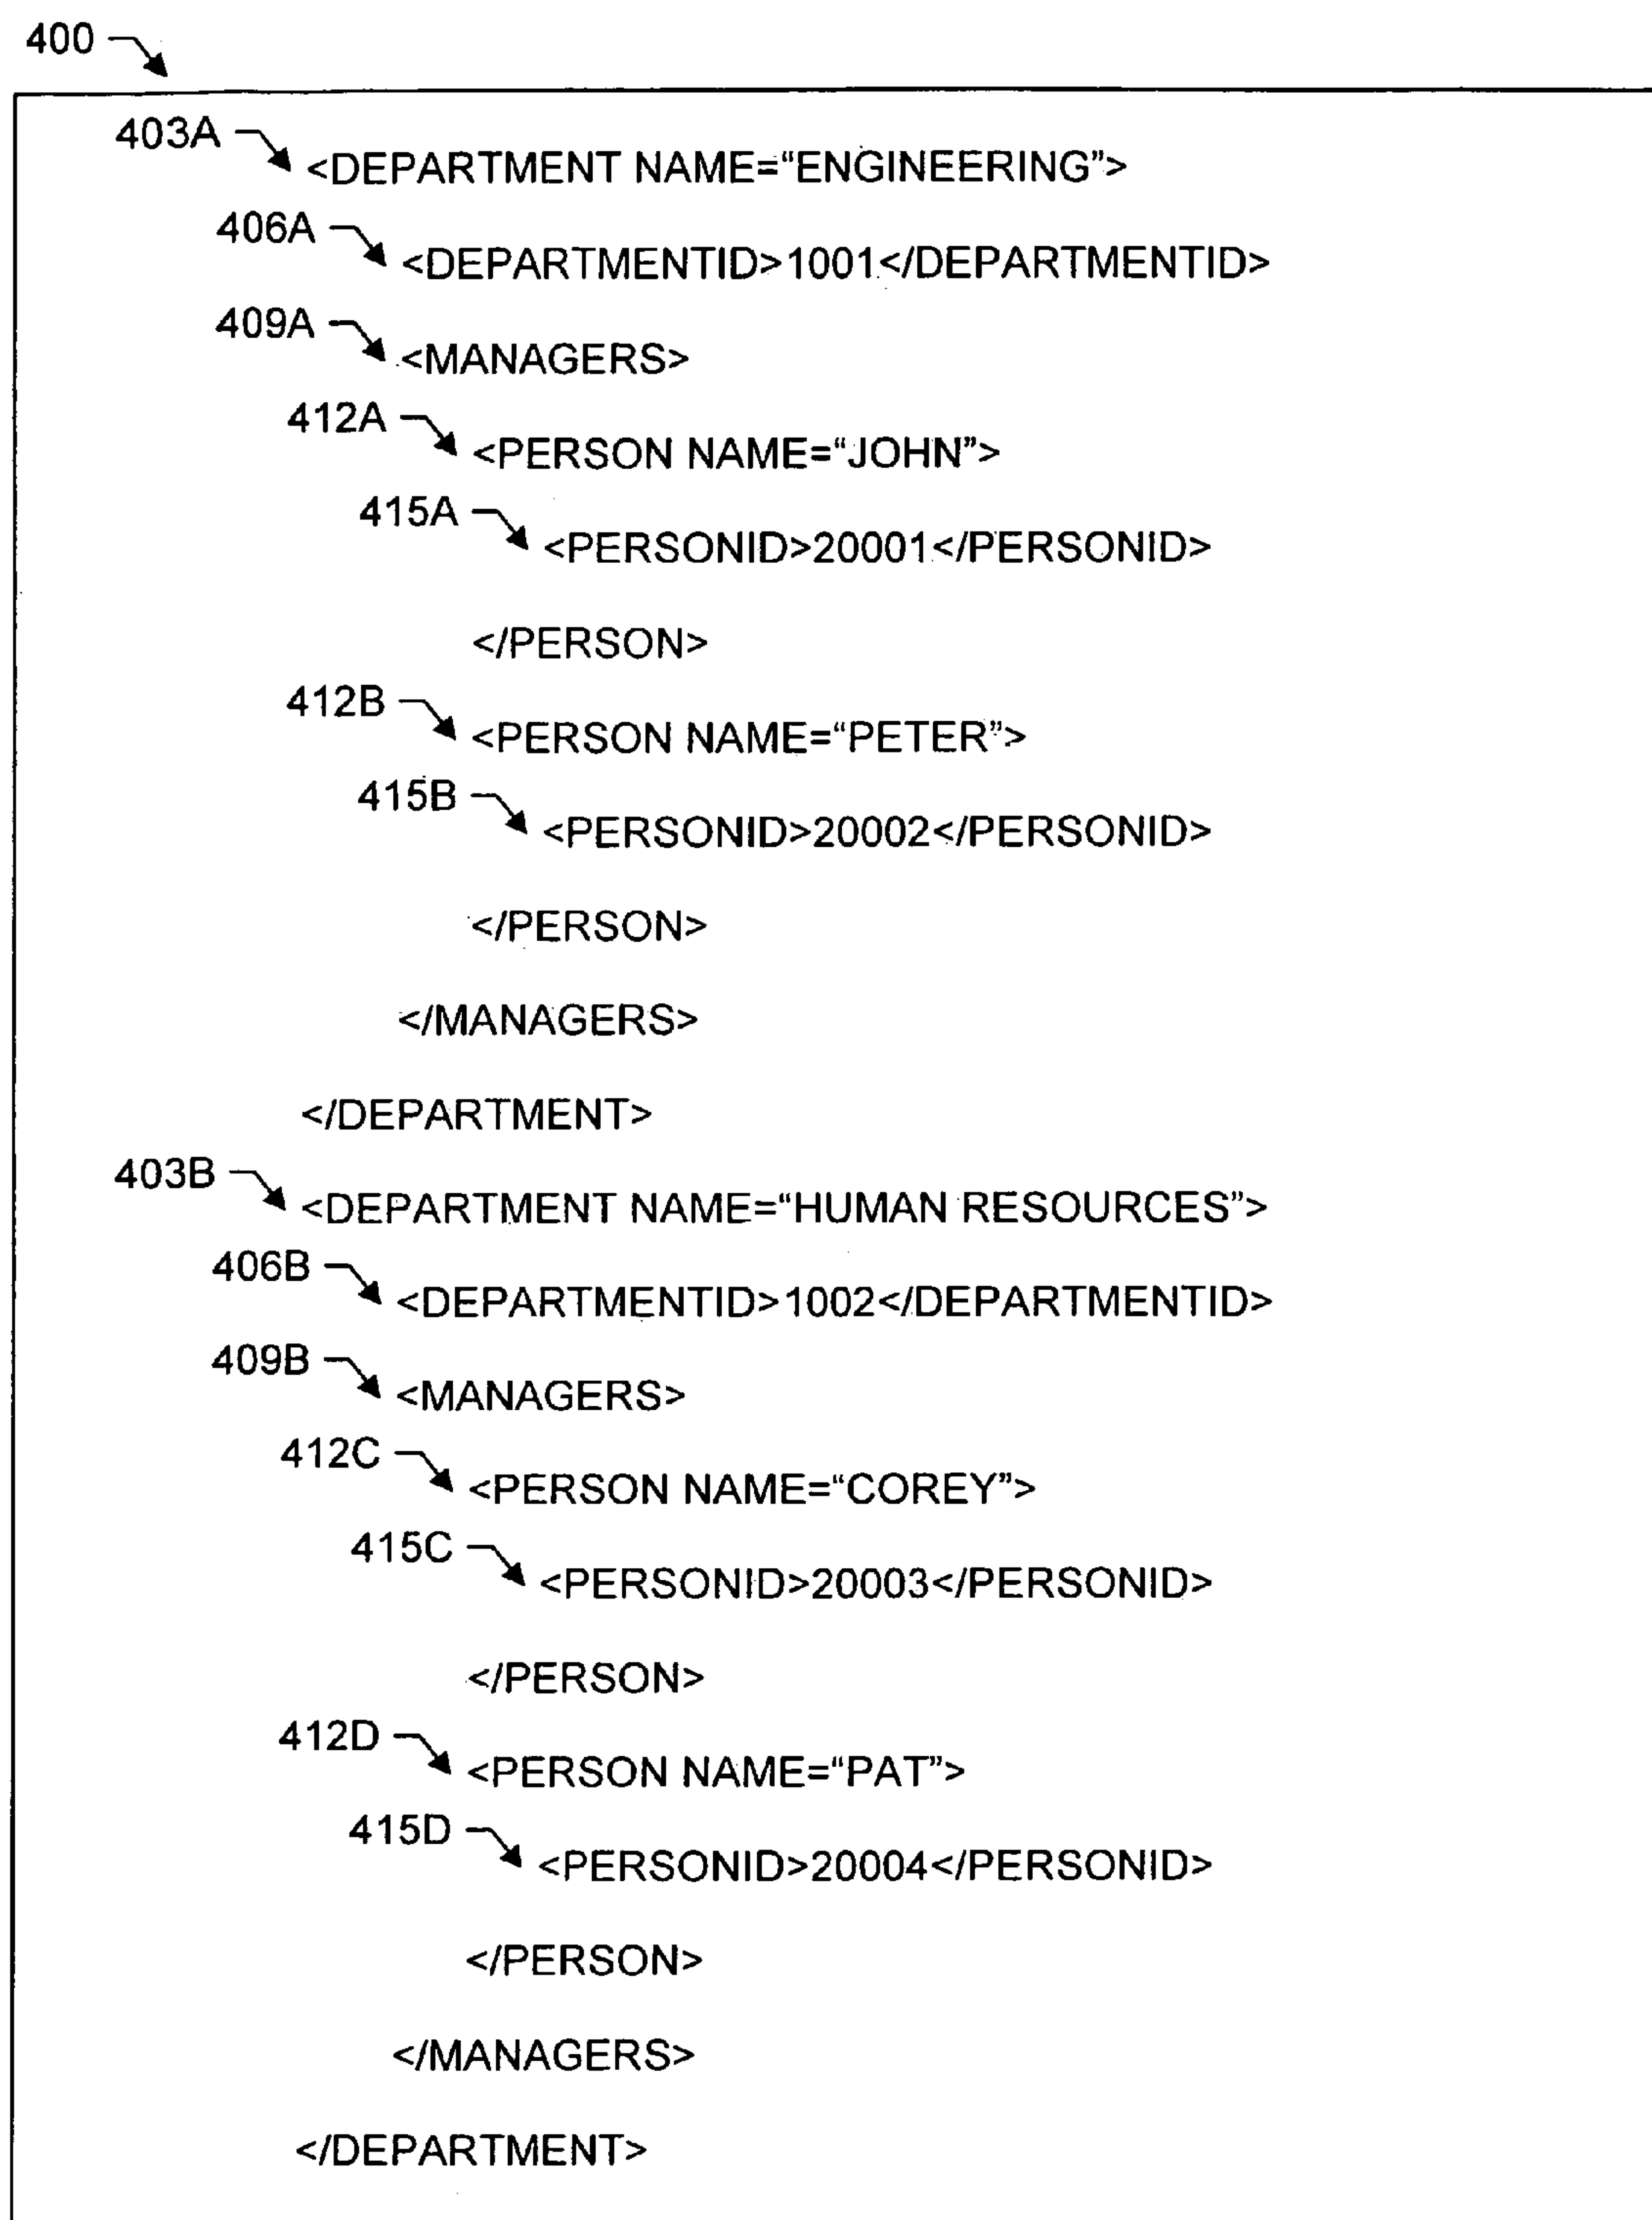 400
403A
<DEPARTMENT NAME=“ENGINEERING”>
406A
<DEPARTMENTID>1001</DEPARTMENTID>
409A
<MANAGERS>
412A
<PERSON NAME=“JOHN”>
415A
<PERSONID>20001</PERSONID>
</PERSON>
412B
<PERSON NAME=“PETER”>
415B
<PERSONID>20002</PERSONID>
</PERSON>
</MANAGERS>
</DEPARTMENT>
403B
<DEPARTMENT NAME=“HUMAN RESOURCES”>
406B
<DEPARTMENTID>1002</DEPARTMENTID>
409B
<MANAGERS>
412C
<PERSON NAME=“COREY”>
415C
<PERSONID>20003</PERSONID>
</PERSON>
412D
<PERSON NAME=“PAT”>
415D
<PERSONID>20004</PERSONID>
</PERSON>
</MANAGERS>
</DEPARTMENT>